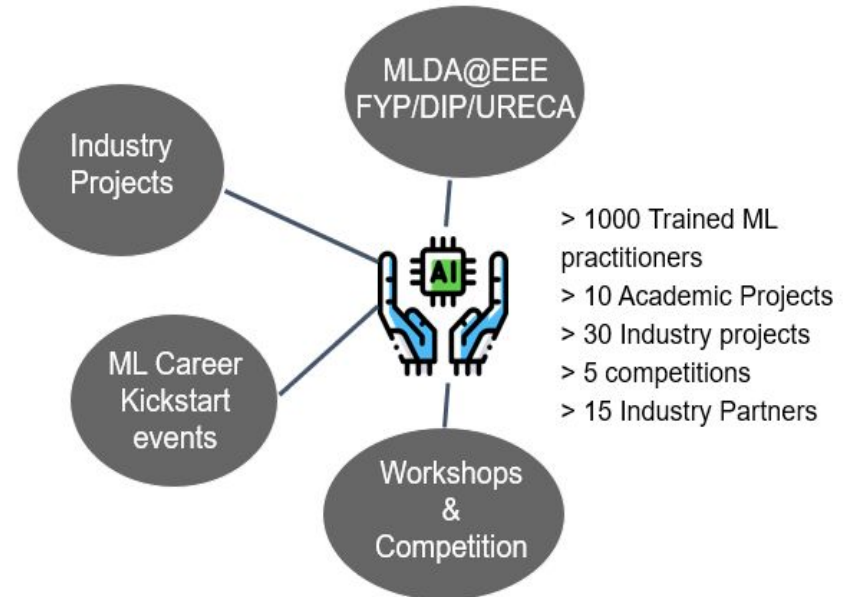 MLDA@EEE
FYP/DIP/URECA
Industry
Projects
AI
> 1000 Trained ML
practitioners
> 10 Academic Projects
> 30 Industry projects
> 5 competitions
> 15 Industry Partners
ML Career
Kickstart
events
Workshops
&
Competition